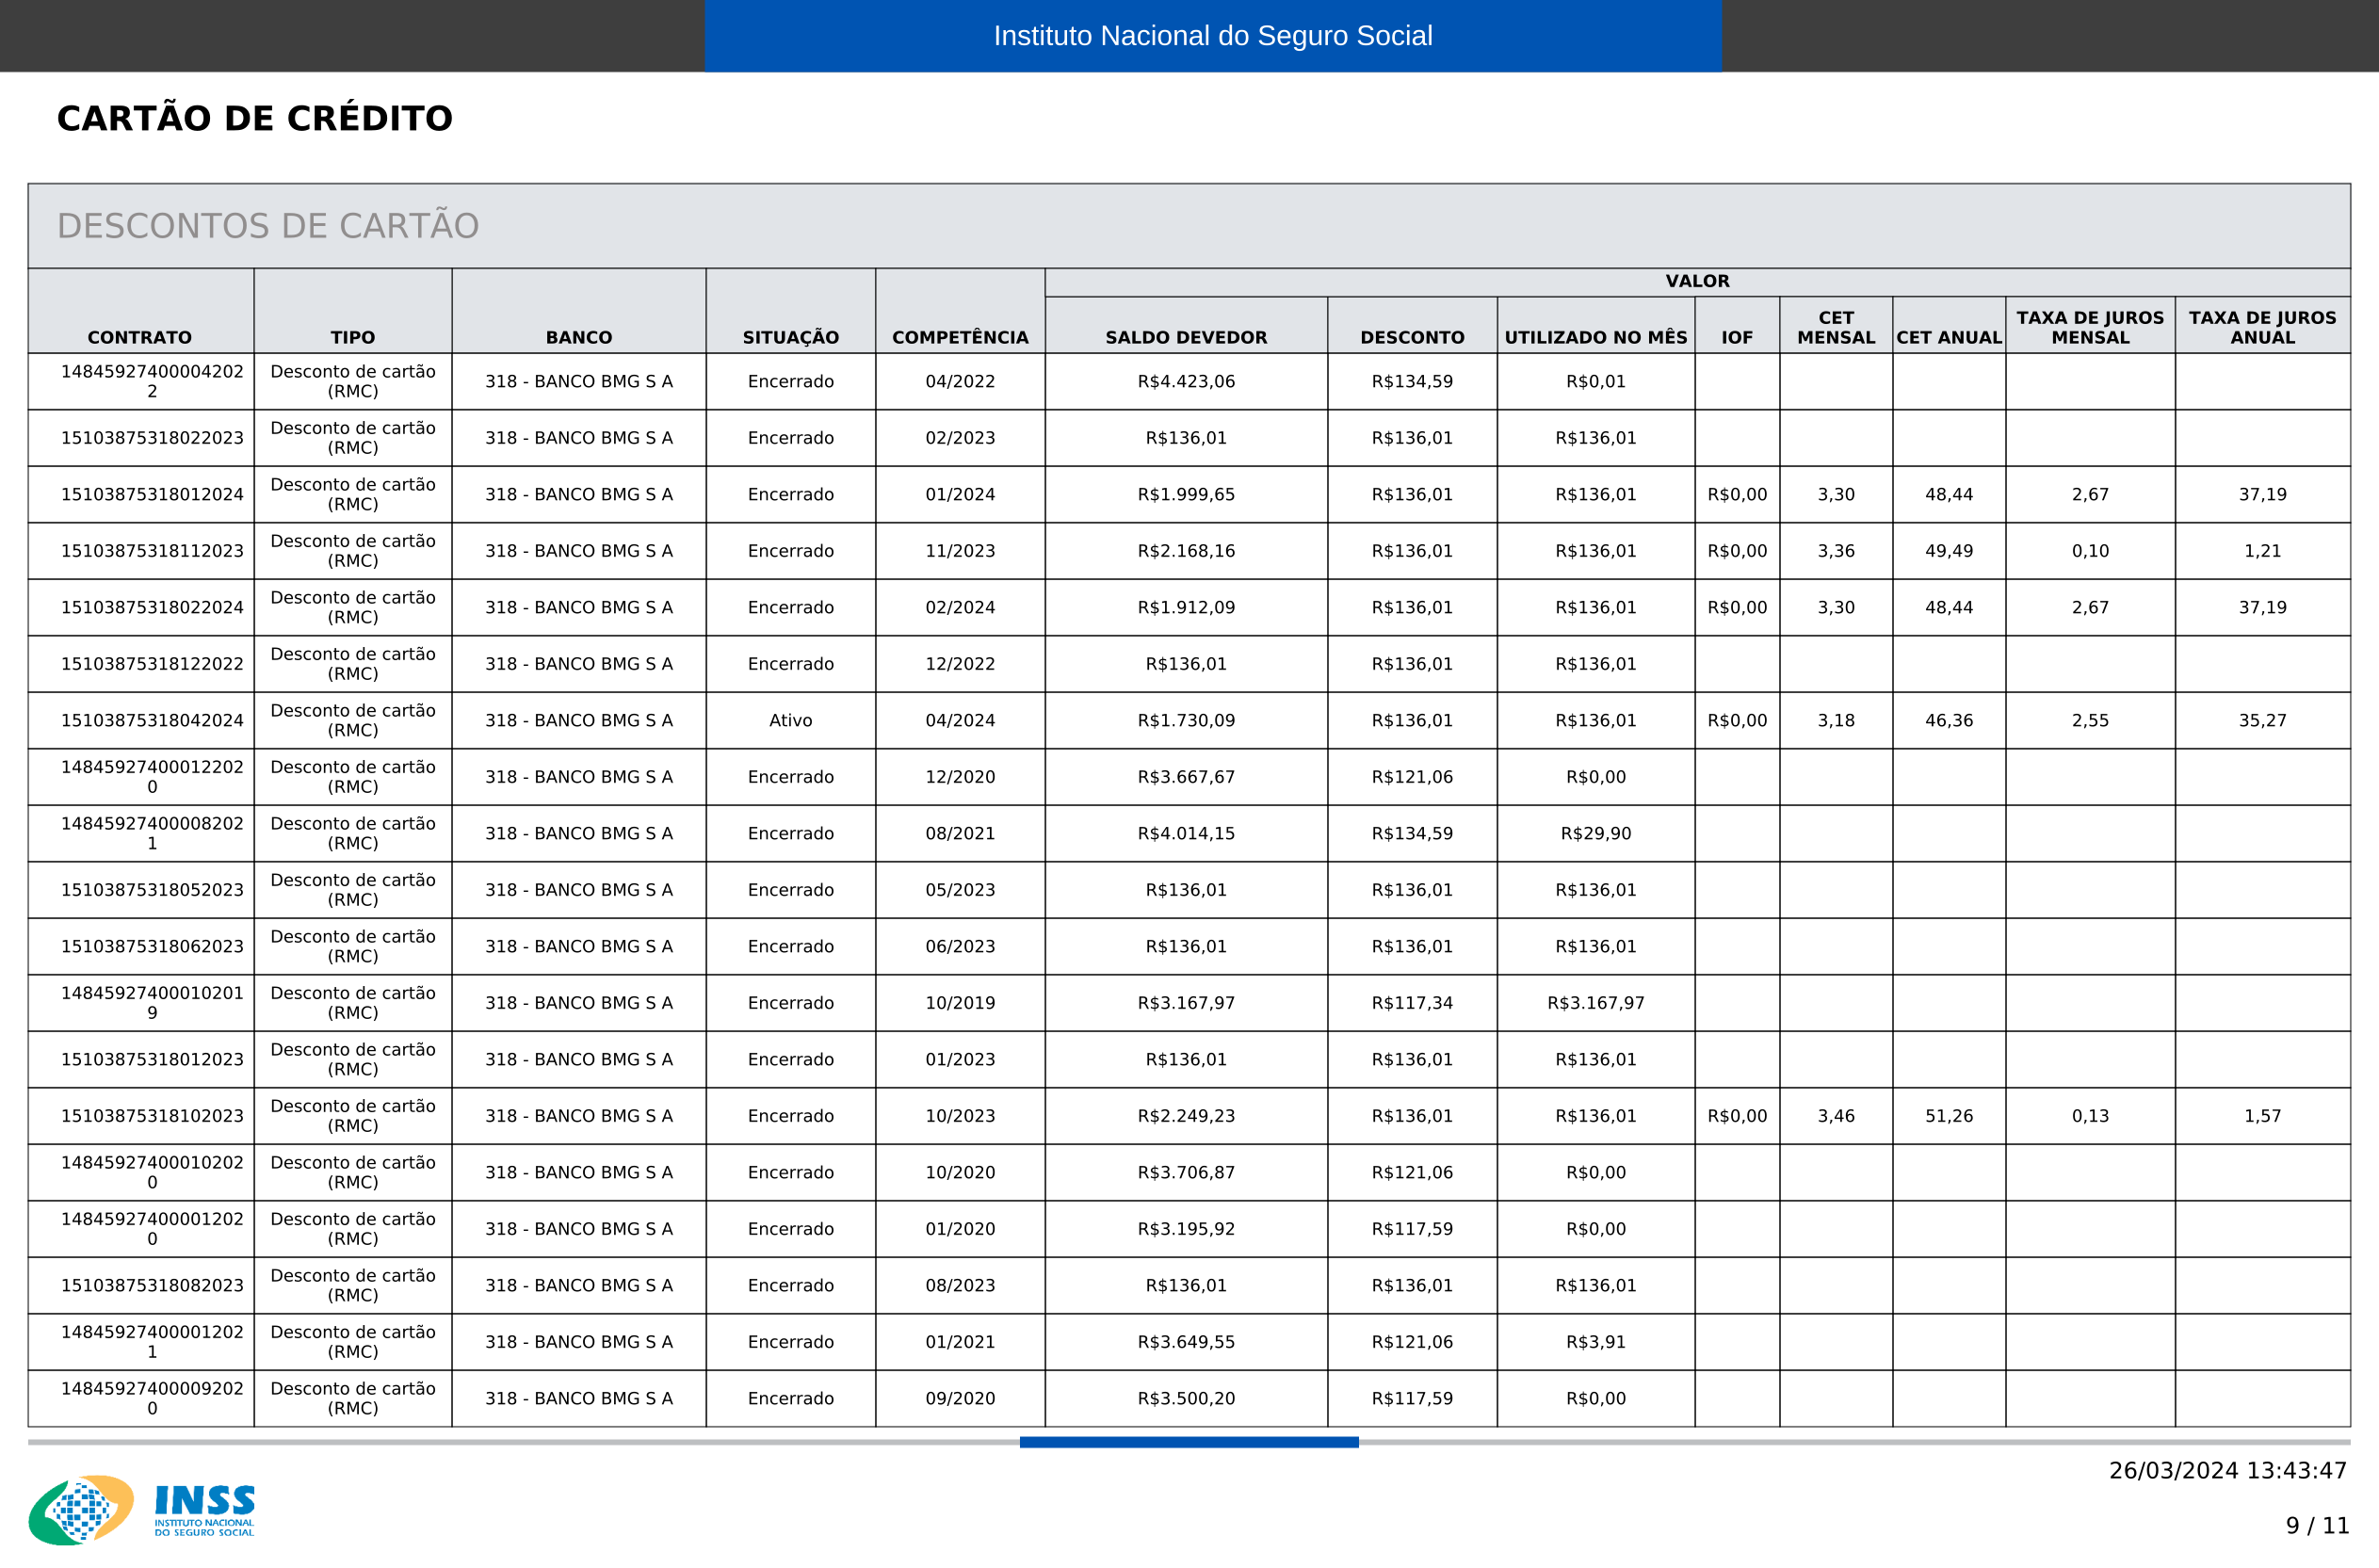 Instituto Nacional do Seguro Social
CARTÃO DE CRÉDITO
DESCONTOS DE CARTÃO
VALOR
CONTRATO TIPO BANCO SITUAÇÃO COMPETÊNCIA SALDO DEVEDOR DESCONTO UTILIZADO NO MÊS IOF CET MENSAL CET ANUAL TAXA DE JUROS MENSAL TAXA DE JUROS ANUAL
148459274000042022 Desconto de cartão (RMC) 318 - BANCO BMG S A Encerrado 04/2022 R$4.423,06 R$134,59 R$0,01
15103875318022023 Desconto de cartão (RMC) 318 - BANCO BMG S A Encerrado 02/2023 R$136,01 R$136,01 R$136,01
15103875318012024 Desconto de cartão (RMC) 318 - BANCO BMG S A Encerrado 01/2024 R$1.999,65 R$136,01 R$136,01 R$0,00 3,30 48,44 2,67 37,19
15103875318112023 Desconto de cartão (RMC) 318 - BANCO BMG S A Encerrado 11/2023 R$2.168,16 R$136,01 R$136,01 R$0,00 3,36 49,49 0,10 1,21
15103875318022024 Desconto de cartão (RMC) 318 - BANCO BMG S A Encerrado 02/2024 R$1.912,09 R$136,01 R$136,01 R$0,00 3,30 48,44 2,67 37,19
15103875318122022 Desconto de cartão (RMC) 318 - BANCO BMG S A Encerrado 12/2022 R$136,01 R$136,01 R$136,01
15103875318042024 Desconto de cartão (RMC) 318 - BANCO BMG S A Ativo 04/2024 R$1.730,09 R$136,01 R$136,01 R$0,00 3,18 46,36 2,55 35,27
148459274000122020 Desconto de cartão (RMC) 318 - BANCO BMG S A Encerrado 12/2020 R$3.667,67 R$121,06 R$0,00
148459274000082021 Desconto de cartão (RMC) 318 - BANCO BMG S A Encerrado 08/2021 R$4.014,15 R$134,59 R$29,90
15103875318052023 Desconto de cartão (RMC) 318 - BANCO BMG S A Encerrado 05/2023 R$136,01 R$136,01 R$136,01
15103875318062023 Desconto de cartão (RMC) 318 - BANCO BMG S A Encerrado 06/2023 R$136,01 R$136,01 R$136,01
148459274000102019 Desconto de cartão (RMC) 318 - BANCO BMG S A Encerrado 10/2019 R$3.167,97 R$117,34 R$3.167,97
15103875318012023 Desconto de cartão (RMC) 318 - BANCO BMG S A Encerrado 01/2023 R$136,01 R$136,01 R$136,01
15103875318102023 Desconto de cartão (RMC) 318 - BANCO BMG S A Encerrado 10/2023 R$2.249,23 R$136,01 R$136,01 R$0,00 3,46 51,26 0,13 1,57
148459274000102020 Desconto de cartão (RMC) 318 - BANCO BMG S A Encerrado 10/2020 R$3.706,87 R$121,06 R$0,00
148459274000012020 Desconto de cartão (RMC) 318 - BANCO BMG S A Encerrado 01/2020 R$3.195,92 R$117,59 R$0,00
15103875318082023 Desconto de cartão (RMC) 318 - BANCO BMG S A Encerrado 08/2023 R$136,01 R$136,01 R$136,01
148459274000012021 Desconto de cartão (RMC) 318 - BANCO BMG S A Encerrado 01/2021 R$3.649,55 R$121,06 R$3,91
148459274000092020 Desconto de cartão (RMC) 318 - BANCO BMG S A Encerrado 09/2020 R$3.500,20 R$117,59 R$0,00
26/03/2024 13:43:47
INSS
INSTITUTO NACIONAL
DO SEGURO SOCIAL
9 / 11